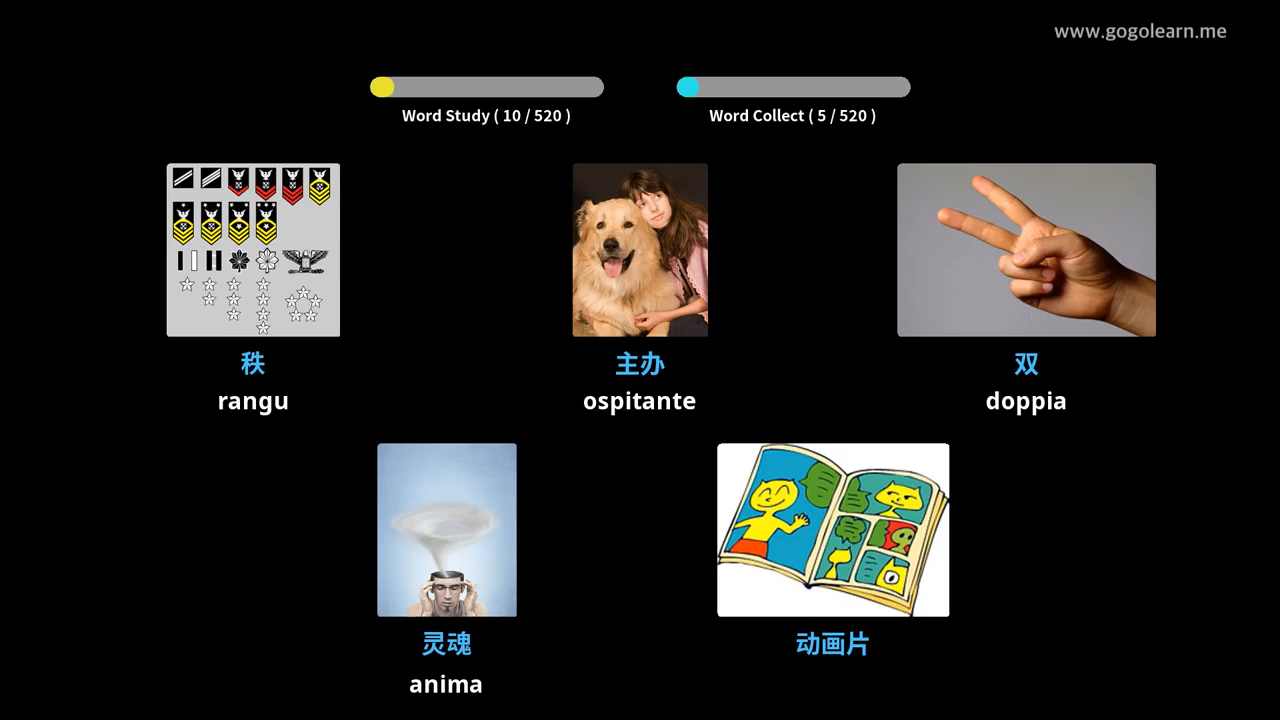 www.gogolearn.me
Word Study ( 10 / 520 )
Word Collect ( 5 / 520 )
秩
rangu
主办
ospitante
双
doppia
灵魂
anima
动画片